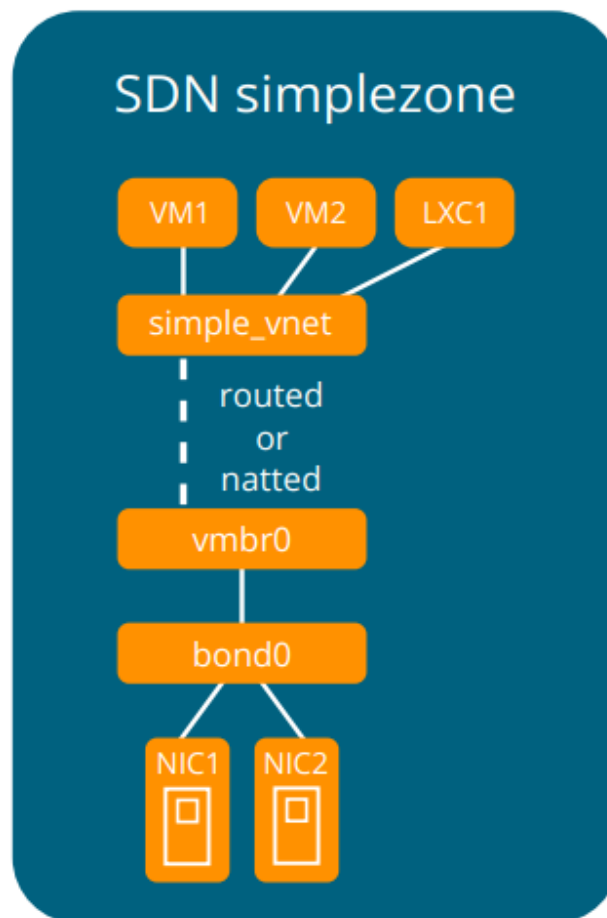 SDN simplezone
VM1
VM2
LXC1
simple_vnet
routed
or
natted
vmbr0
bond0
NIC1
NIC2